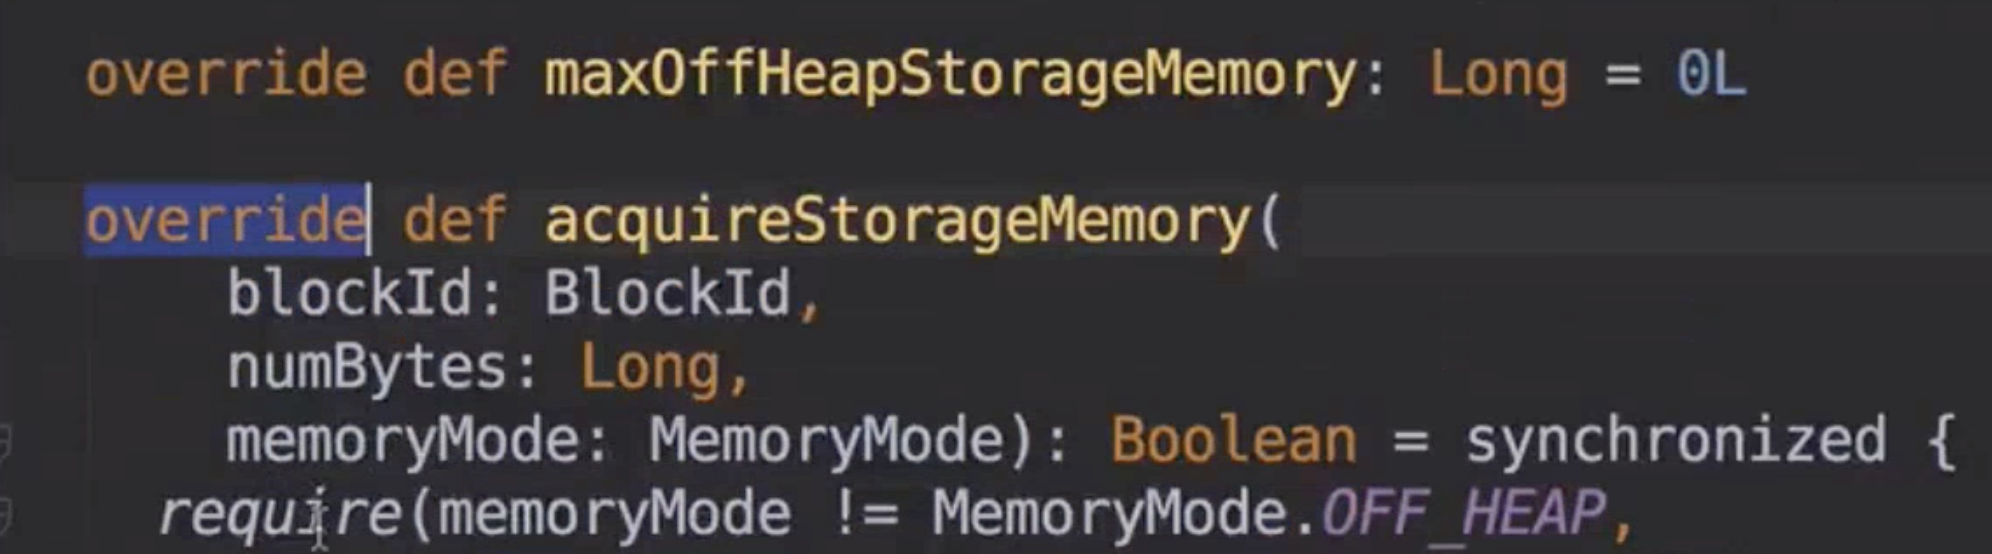 override def maxOffHeapStorageMemory: Long = 0L
override def acquireStorageMemory(
blockId: BlockId,
numBytes: Long,
memoryMode: MemoryMode): Boolean = synchronized {
require(memoryMode != MemoryMode.OFF_HEAP,